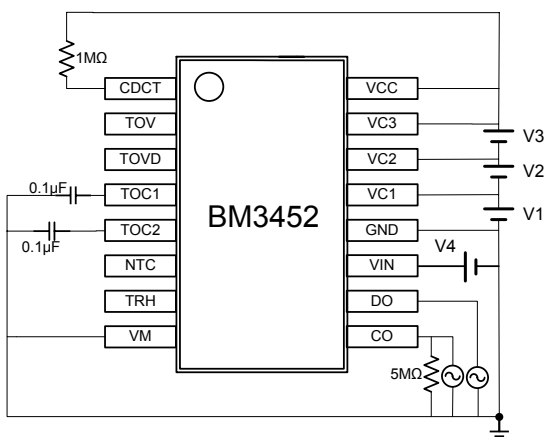 1MΩ
CDCT
TOV
TOVD
TOC1
TOC2
NTC
TRH
VM
0.1µF
0.1µF
BM3452
VCC
VC3
VC2
VC1
GND
VIN
DO
CO
V3
V2
V1
V4
5MΩ